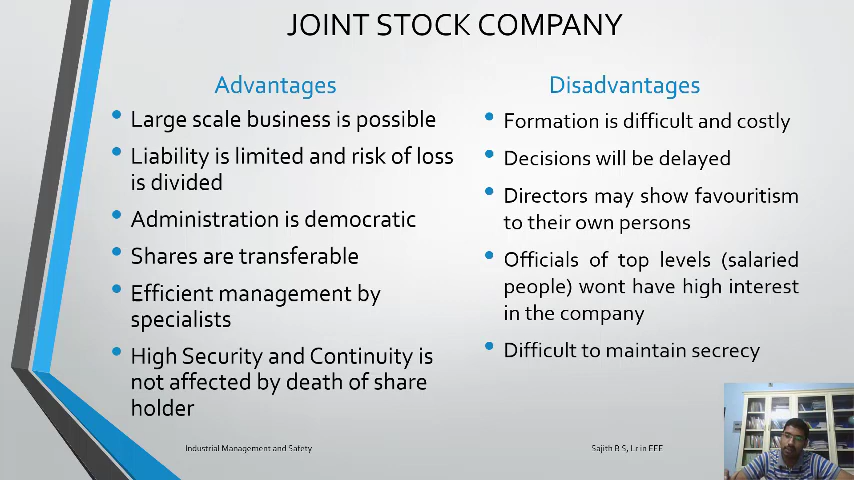 JOINT STOCK COMPANY
Advantages
• Large scale business is possible
• Liability is limited and risk of loss
is divided
• Administration is democratic
• Shares are transferable
• Efficient management by
specialists
• High Security and Continuity is
not affected by death of share
holder
Disadvantages
• Formation is difficult and costly
• Decisions will be delayed
• Directors may show favouritism
to their own persons
• Officials of top levels (salaried
people) wont have high interest
in the company
• Difficult to maintain secrecy
Industrial Management and Safety
Sajith B S, Lr in EEE